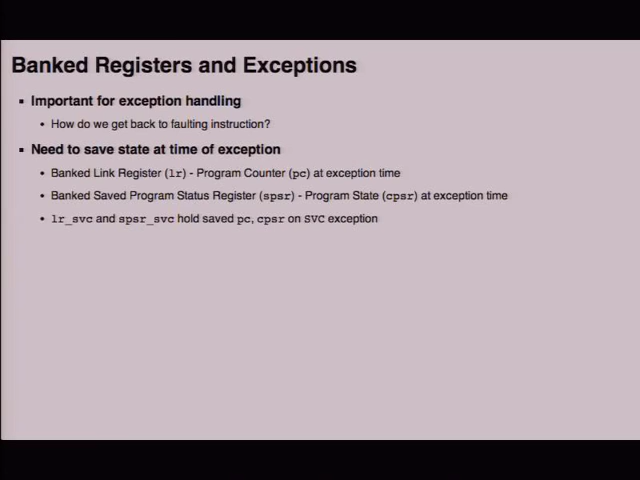 Banked Registers and Exceptions
Important for exception handling
How do we get back to faulting instruction?
Need to save state at time of exception
Banked Link Register (lr) - Program Counter (pc) at exception time
Banked Saved Program Status Register (spsr) - Program State (cpsr) at exception time
lr_svc and spsr_svc hold saved pc, cpsr on SVC exception